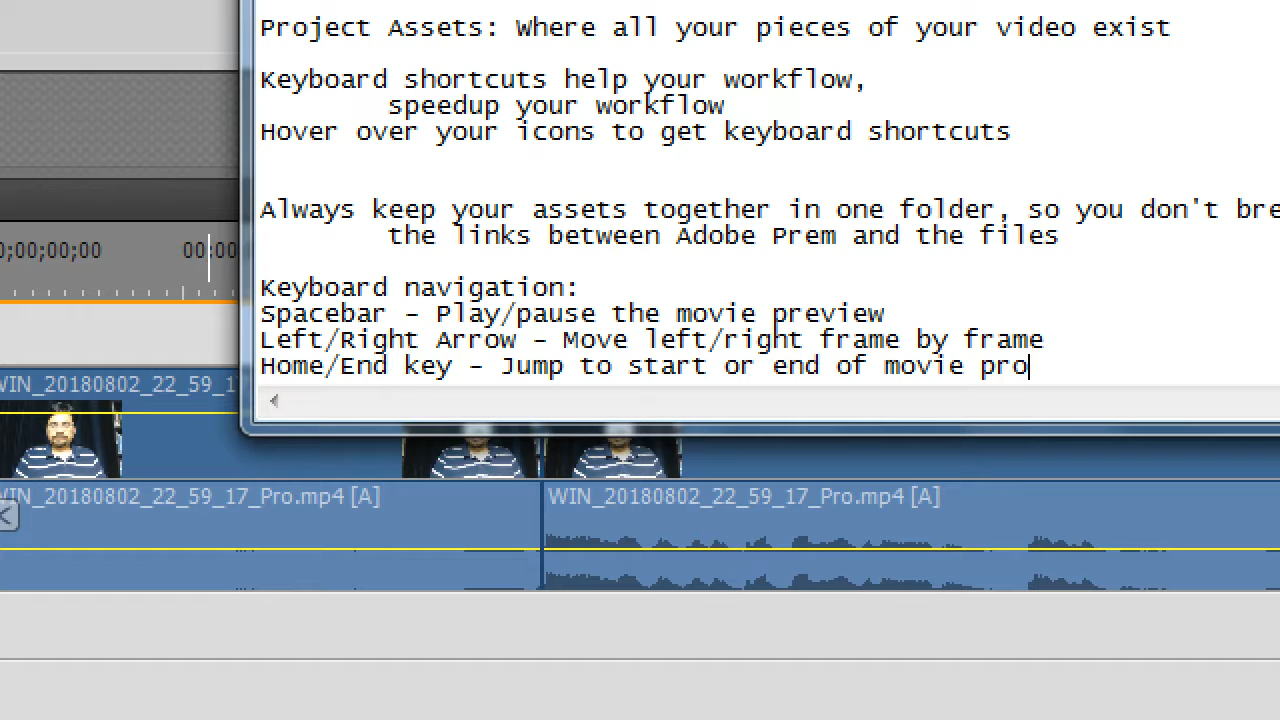 Project Assets: Where all your pieces of your video exist
Keyboard shortcuts help your workflow,
speedup your workflow
Hover over your icons to get keyboard shortcuts
Always keep your assets together in one folder, so you don't bre
the links between Adobe Prem and the files
0;00;00;00 00:00
Keyboard navigation:
Spacebar - Play/pause the movie preview
Left/Right Arrow - Move left/right frame by frame
Home/End key - Jump to start or end of movie pro
WIN_20180802_22_59_1
WIN_20180802_22_59_17_Pro.mp4 [A]
WIN_20180802_22_59_17_Pro.mp4 [A]